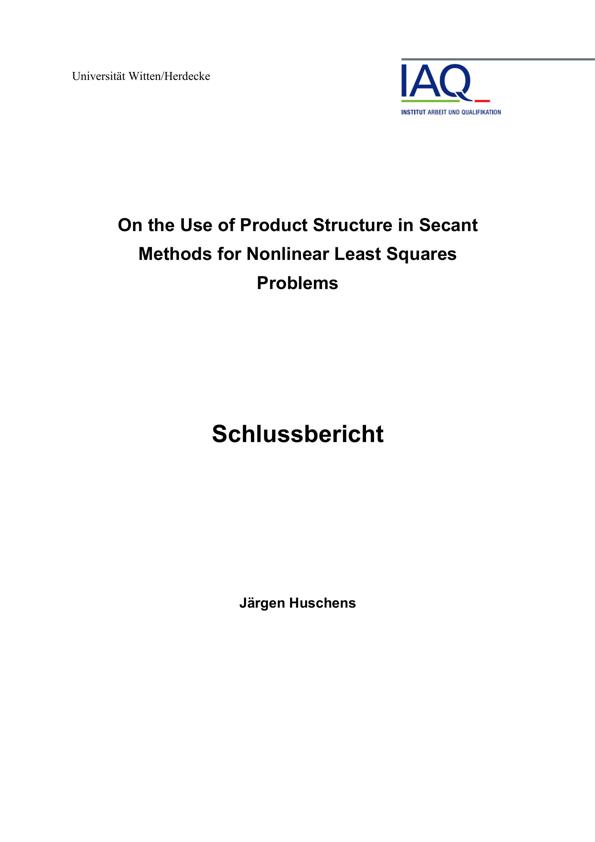 Universität Witten/Herdecke
IAQ
INSTITUT ARBEIT UND QUALIFIKATION
On the Use of Product Structure in Secant
Methods for Nonlinear Least Squares
Problems
Schlussbericht
Järgen Huschens